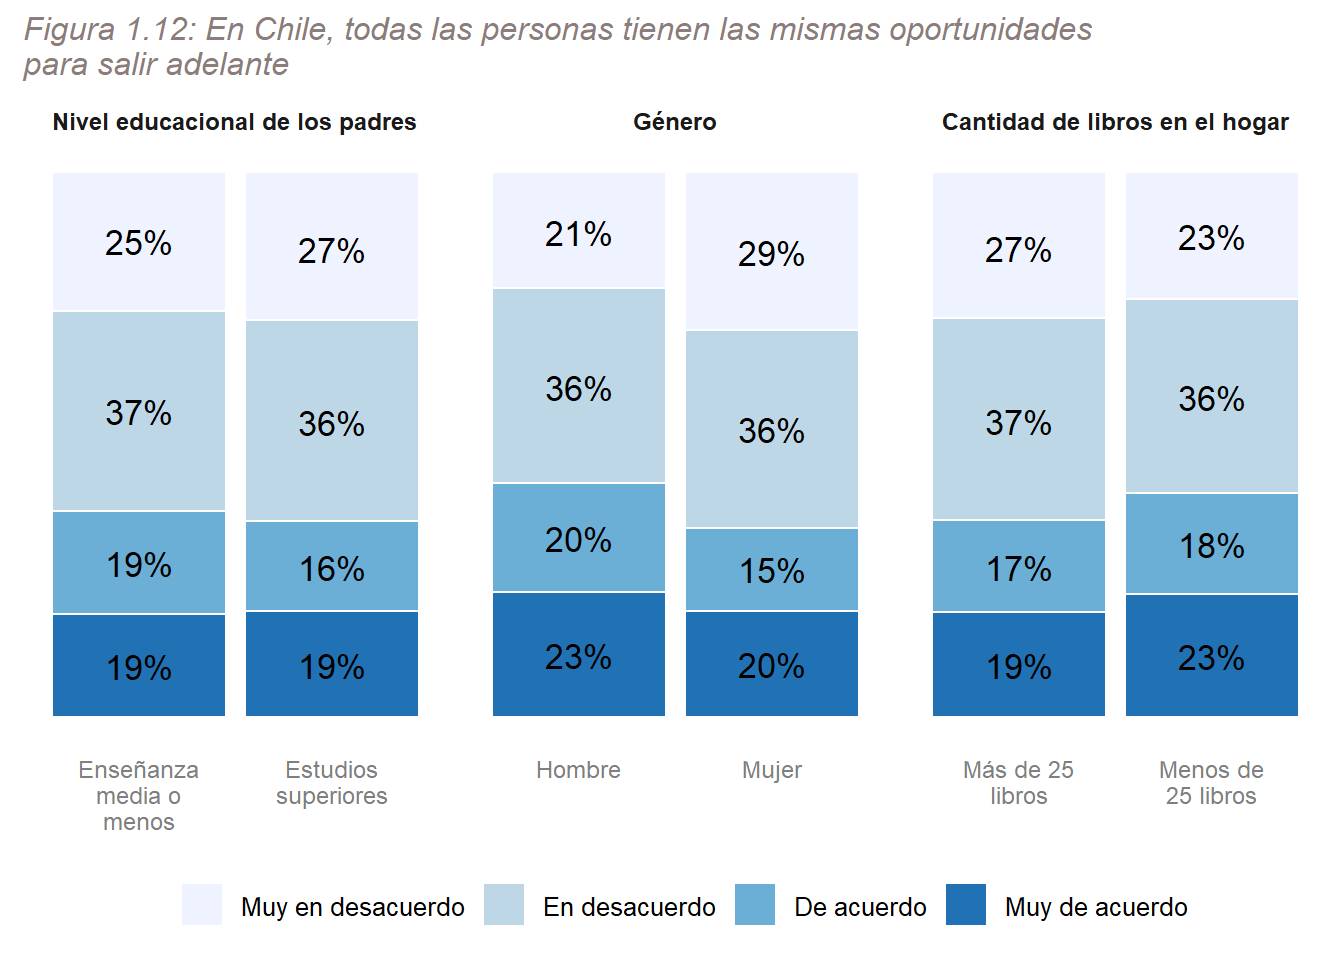 Figura 1.12: En Chile, todas las personas tienen las mismas oportunidades
para salir adelante
Nivel educacional de los padres
25%
27%
37%
36%
19%
16%
19%
19%
Enseñanza
media o
menos
Estudios
superiores
Género
21%
29%
36%
36%
20%
15%
23%
20%
Hombre
Mujer
Cantidad de libros en el hogar
27%
23%
37%
36%
17%
18%
19%
23%
Más de 25
libros
Menos de
25 libros
Muy en desacuerdo
En desacuerdo
De acuerdo
Muy de acuerdo